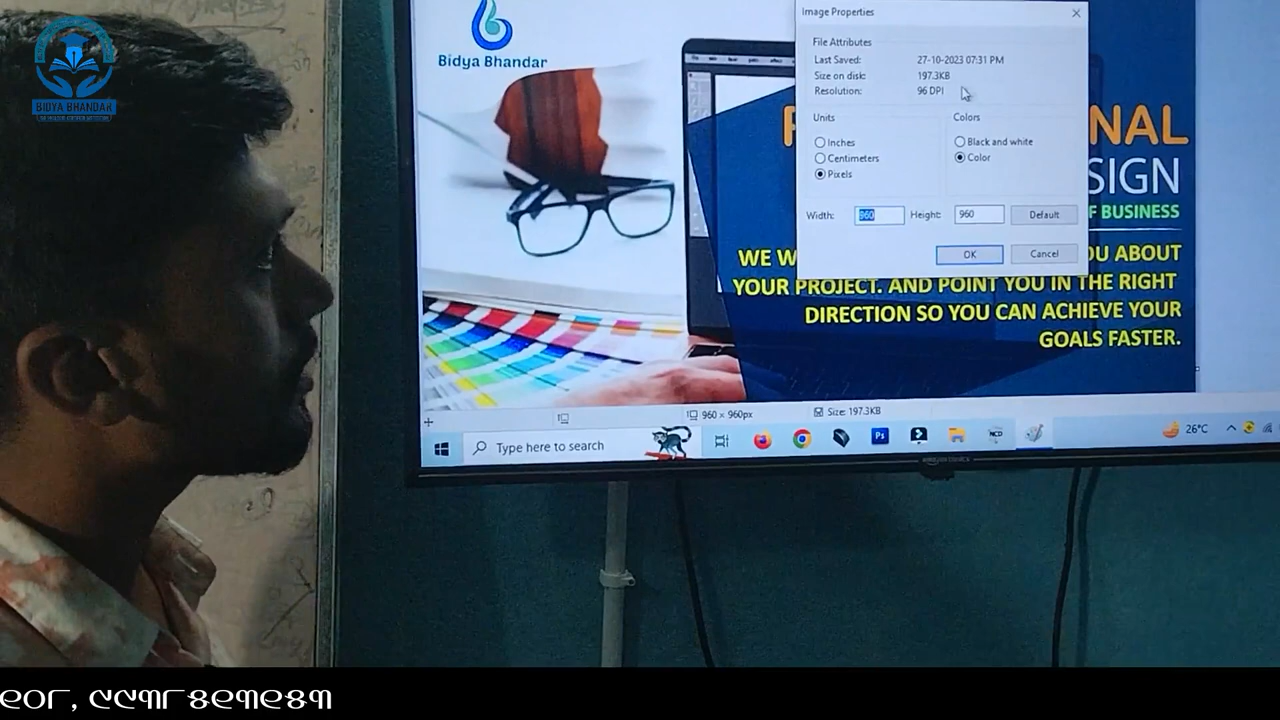 BIDYA BHANDAR
Bidya Bhandar
Image Properties
File Attributes
Last Saved: 27-10-2023 07:31 PM
Size on disk: 197.3KB
Resolution: 96 DPI
Units Colors
Inches Black and white
Centimeters Color
Pixels
Width: 960 Height: 960 Default
OK Cancel
NAL
SIGN
F BUSINESS
WE W U ABOUT
YOUR PROJECT. AND POINT YOU IN THE RIGHT
DIRECTION SO YOU CAN ACHIEVE YOUR
GOALS FASTER.
960 × 960px Size: 197.3KB
Type here to search Ps NCD 26°C
୧୦୮,